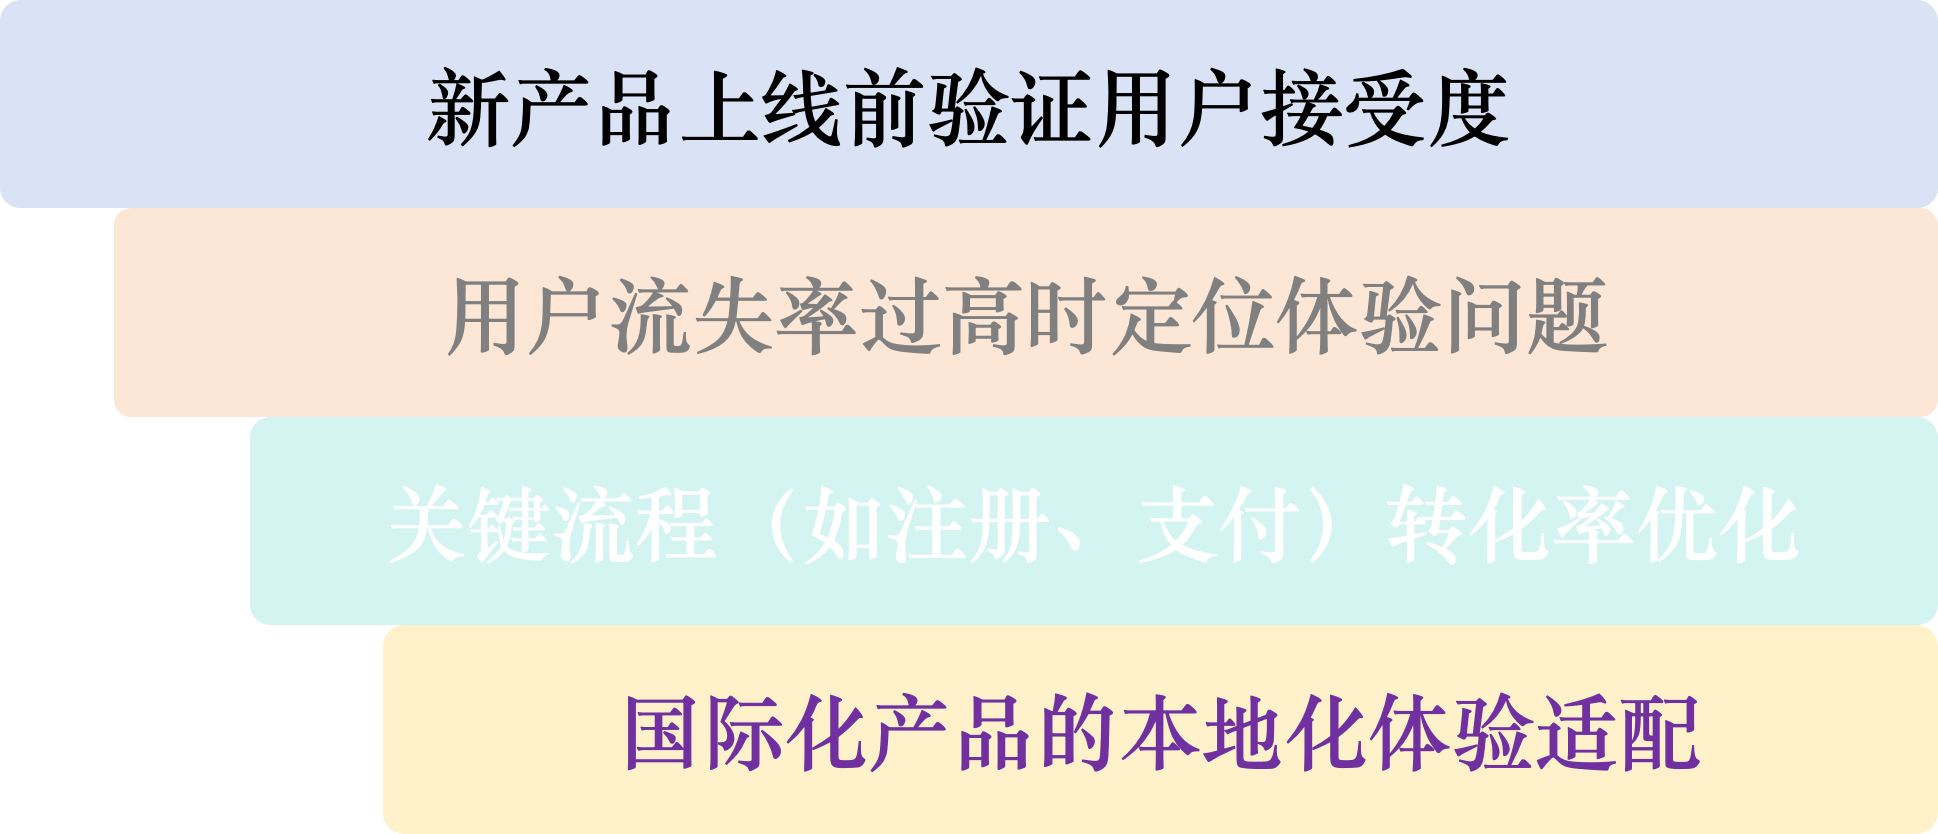 新产品上线前验证用户接受度
用户流失率过高时定位体验问题
关键流程（如注册、支付）转化率优化
国际化产品的本地化体验适配